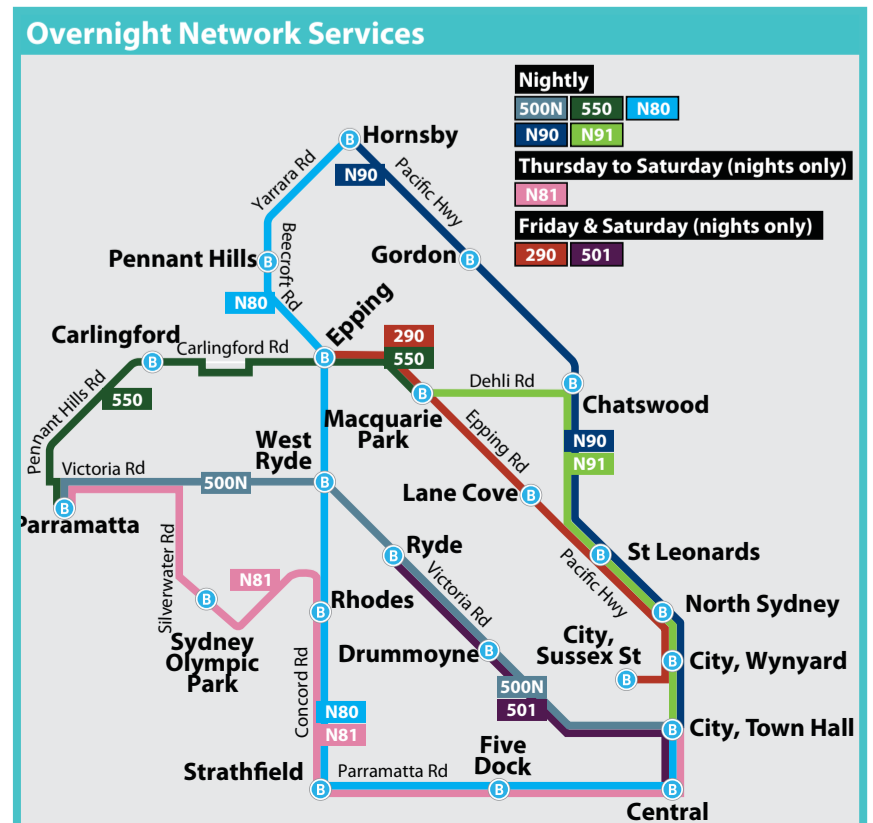 Overnight Network Services
Nightly
500N 550 N80
N90 N91
Thursday to Saturday (nights only)
N81
Friday & Saturday (nights only)
290 501
Hornsby
Yarrara Rd
N90
Pacific Hwy
Pennant Hills
Beecroft Rd
Gordon
N80
Epping
Carlingford
Carlingford Rd
290
550
Pennant Hills Rd
550
Dehli Rd
Chatswood
Macquarie
Park
Epping Rd
West
Ryde
N90
N91
Victoria Rd
500N
Lane Cove
Parramatta
Silverwater Rd
Ryde
Victoria Rd
St Leonards
Pacific Hwy
N81
Rhodes
North Sydney
Sydney
Olympic
Park
Concord Rd
Drummoyne
City,
Sussex St
City, Wynyard
500N
501
N80
N81
City, Town Hall
Strathfield
Parramatta Rd
Five
Dock
Central